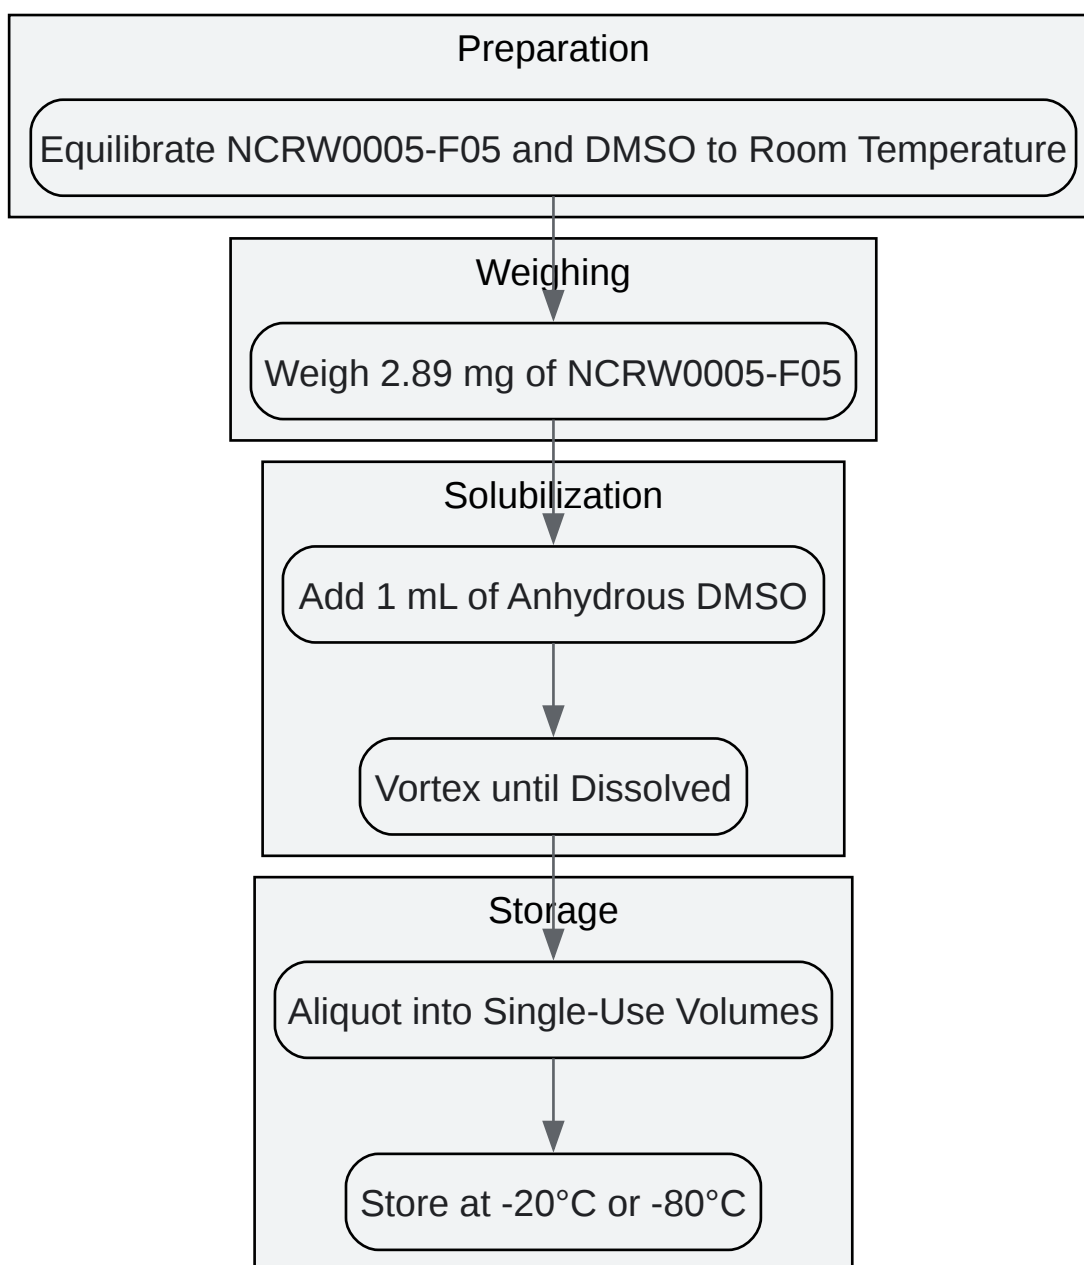 Preparation
Equilibrate NCRW0005-F05 and DMSO to Room Temperature
Weighing
Weigh 2.89 mg of NCRW0005-F05
Solubilization
Add 1 mL of Anhydrous DMSO
Vortex until Dissolved
Storage
Aliquot into Single-Use Volumes
Store at -20°C or -80°C